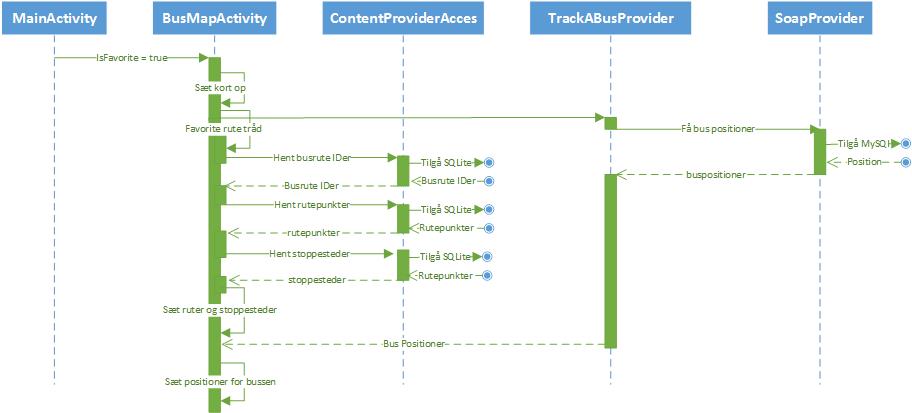 MainActivity
BusMapActivity
ContentProviderAcces
TrackABusProvider
SoapProvider
IsFavorite = true
Sæt kort op
Favorite rute tråd
Få bus positioner
Tilgå MySQl
Hent busrute IDer
Tilgå SQLite
Position
buspositioner
Busrute IDer
Busrute IDer
Hent rutepunkter
Tilgå SQLite
rutepunkter
Rutepunkter
Hent stoppesteder
Tilgå SQLite
stoppesteder
Rutepunkter
Sæt ruter og stoppesteder
Bus Positioner
Sæt positioner for bussen